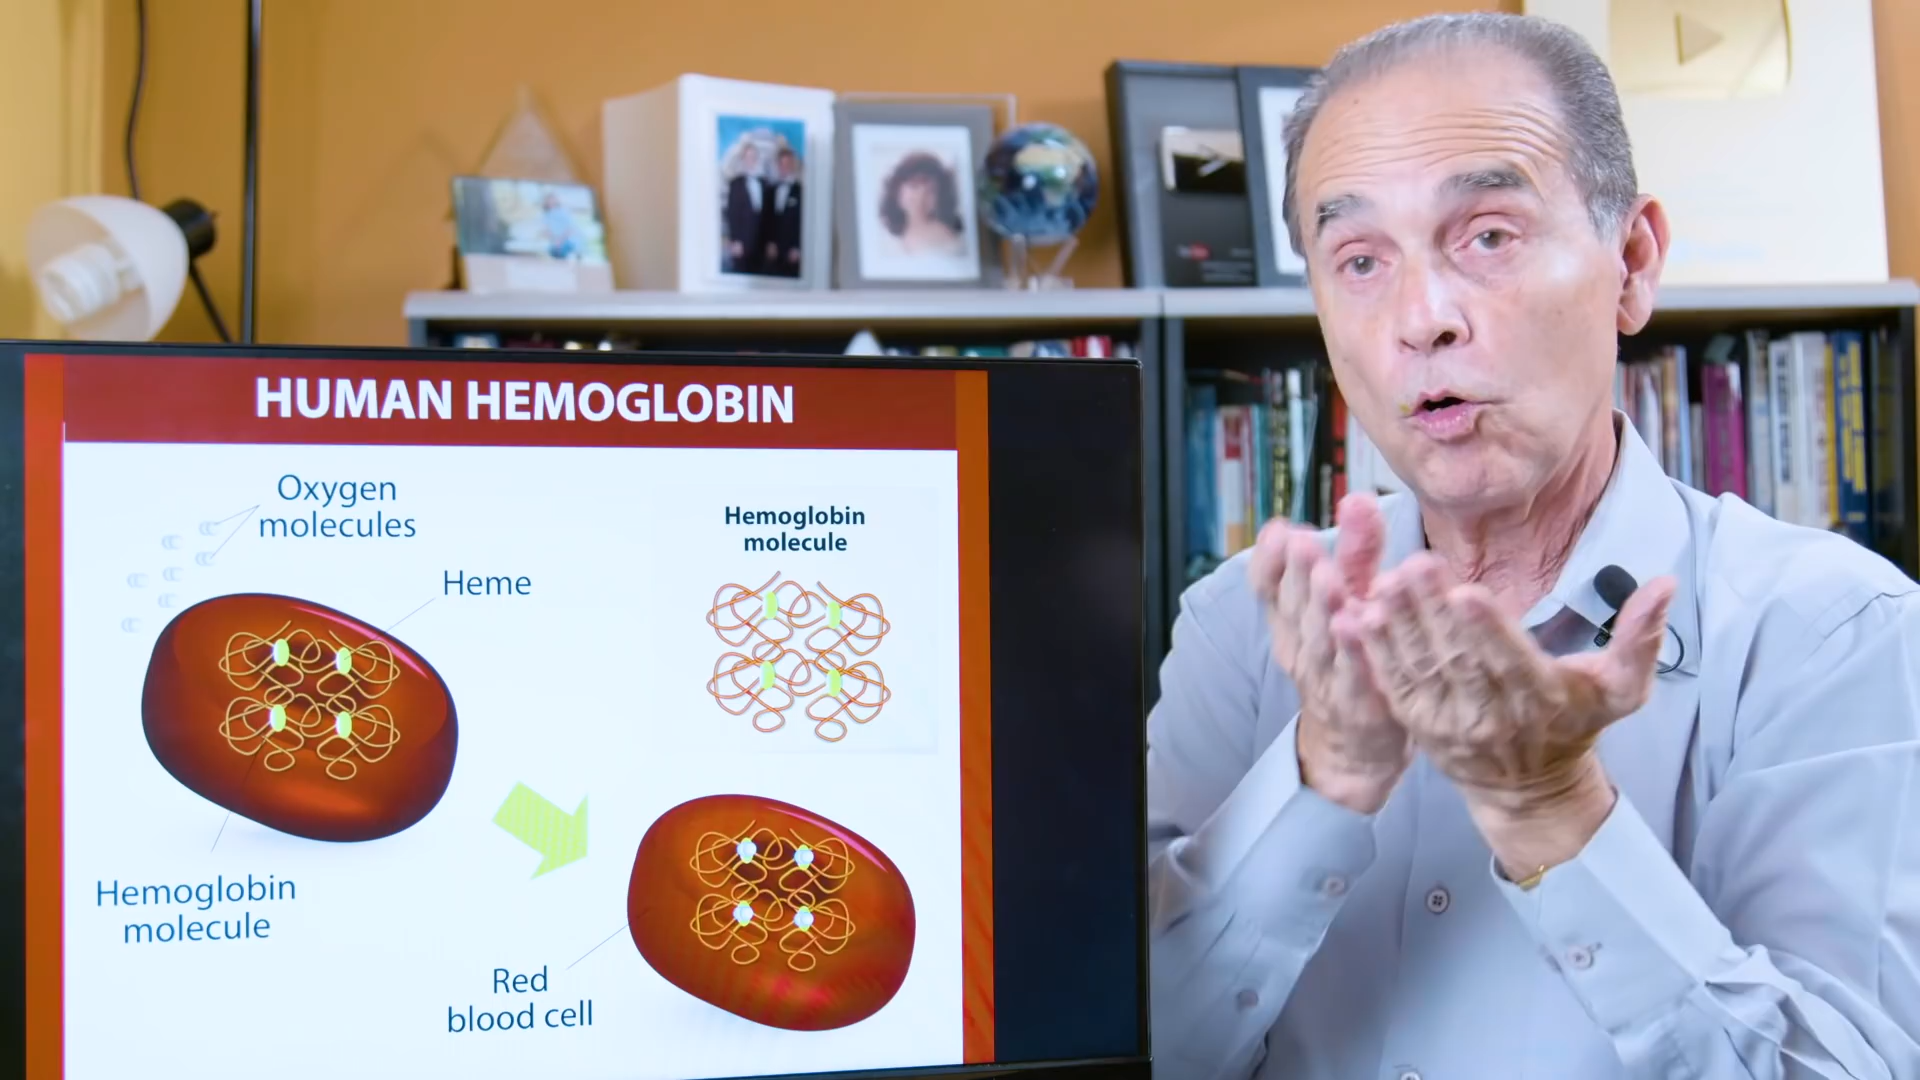 HUMAN HEMOGLOBIN
Oxygen
molecules
Heme
Hemoglobin
molecule
Hemoglobin
molecule
Red
blood cell